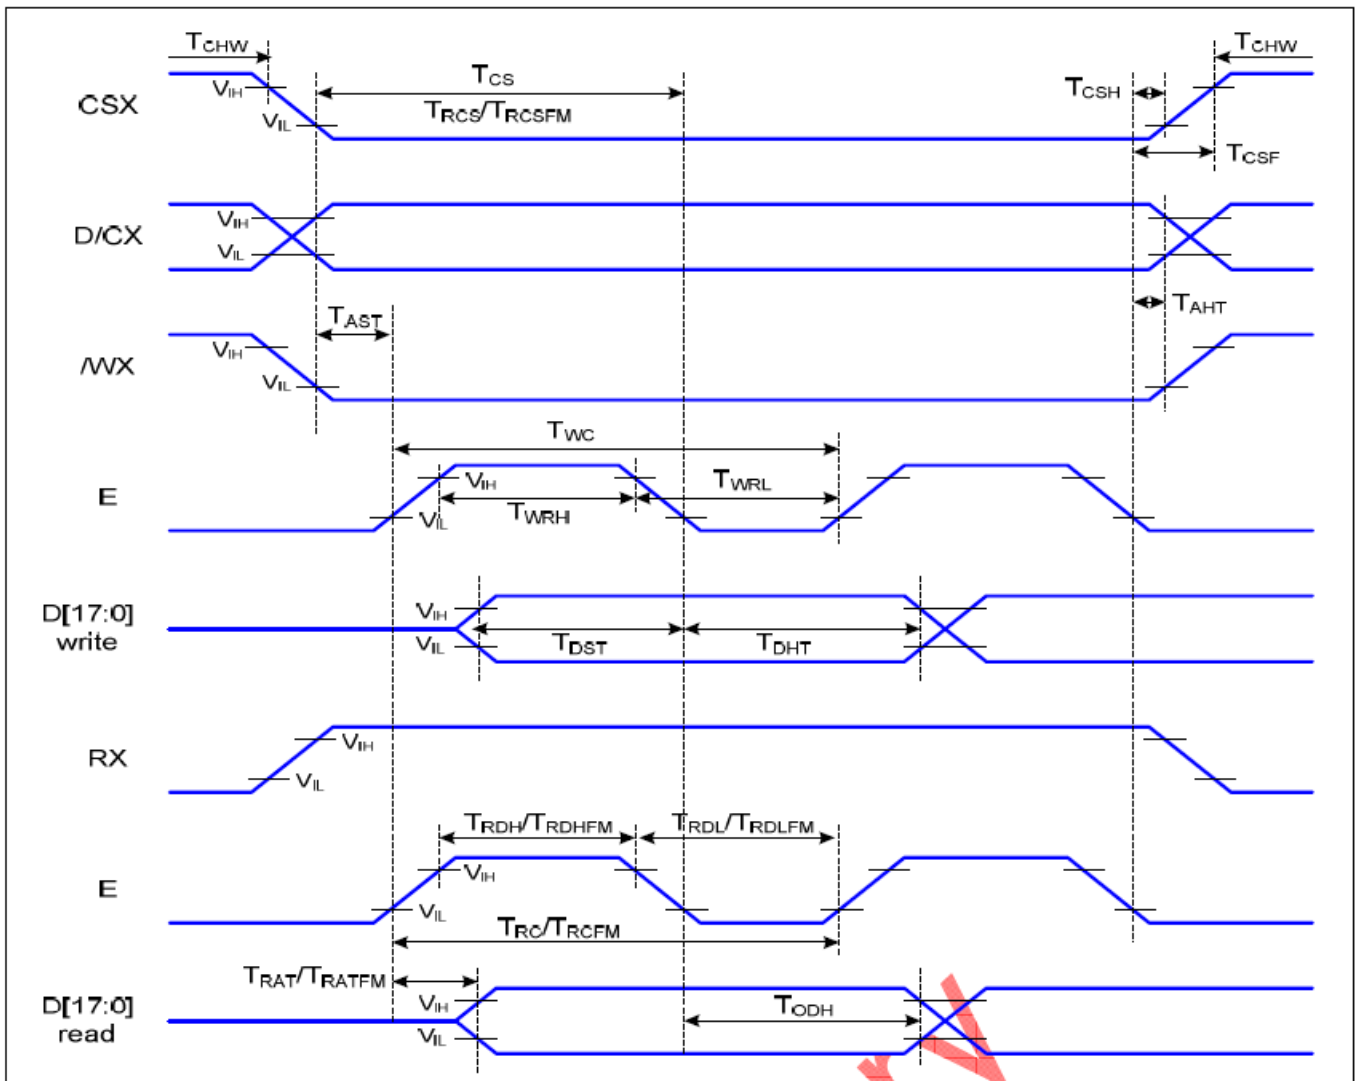 TCHW TCHW
TCS
VIH
CSX
TCSH
TRCS/TRCSFM
VIL
TCSF
VIH
D/CX
VIL
TAST
TAHT
VIH
/WX
VIL
TWC
VIH
TWRL
E
TWRH
VIL
D[17:0]
write
VIH
VIL
TDST
TDHT
RX
VIH
VIL
TRDH/TRDHFM
TRDL/TRDLFM
VIH
E
VIL
TRC/TRCFM
TRAT/TRATFM
D[17:0]
read
VIH
VIL
TODH